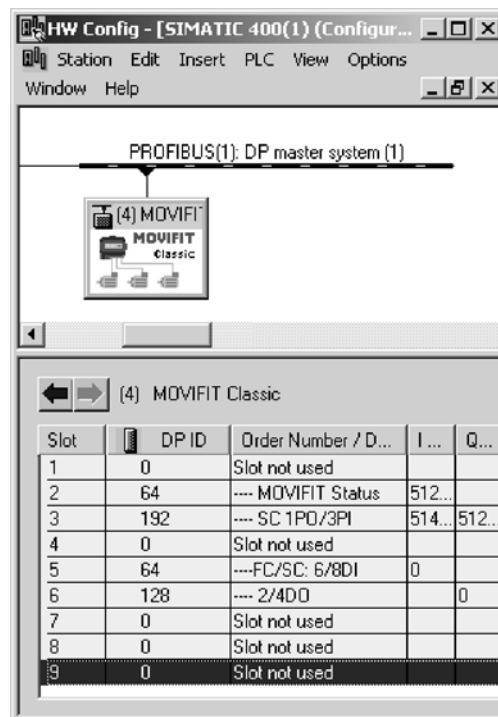 HW Config - [SIMATIC 400(1) (Configur...
Station Edit Insert PLC View Options
Window Help
PROFIBUS(1): DP master system (1)
(4) MOVIFIT
MOVIFIT
Classic
(4) MOVIFIT Classic
Slot DP ID Order Number / D... I ... Q...
1 0 Slot not used
2 64 ---- MOVIFIT Status 512...
3 192 ---- SC 1PO/3PI 514... 512...
4 0 Slot not used
5 64 ----FC/SC: 6/8DI 0
6 128 ---- 2/4DO 0
7 0 Slot not used
8 0 Slot not used
9 0 Slot not used